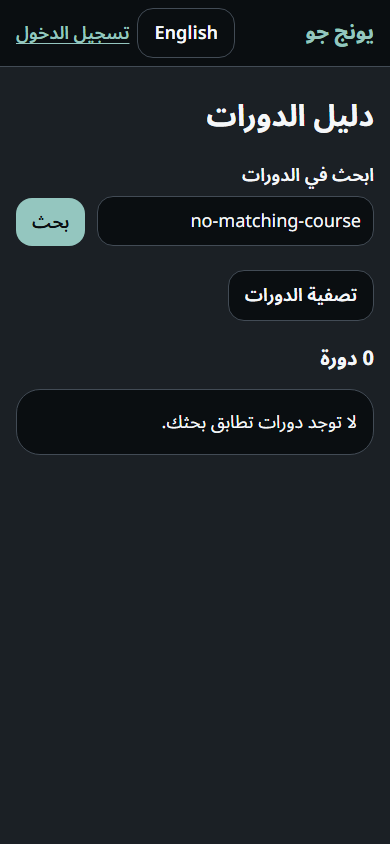 يونج جو
English
تسجيل الدخول
دليل الدورات
ابحث في الدورات
no-matching-course
بحث
تصفية الدورات
0 دورة
لا توجد دورات تطابق بحثك.